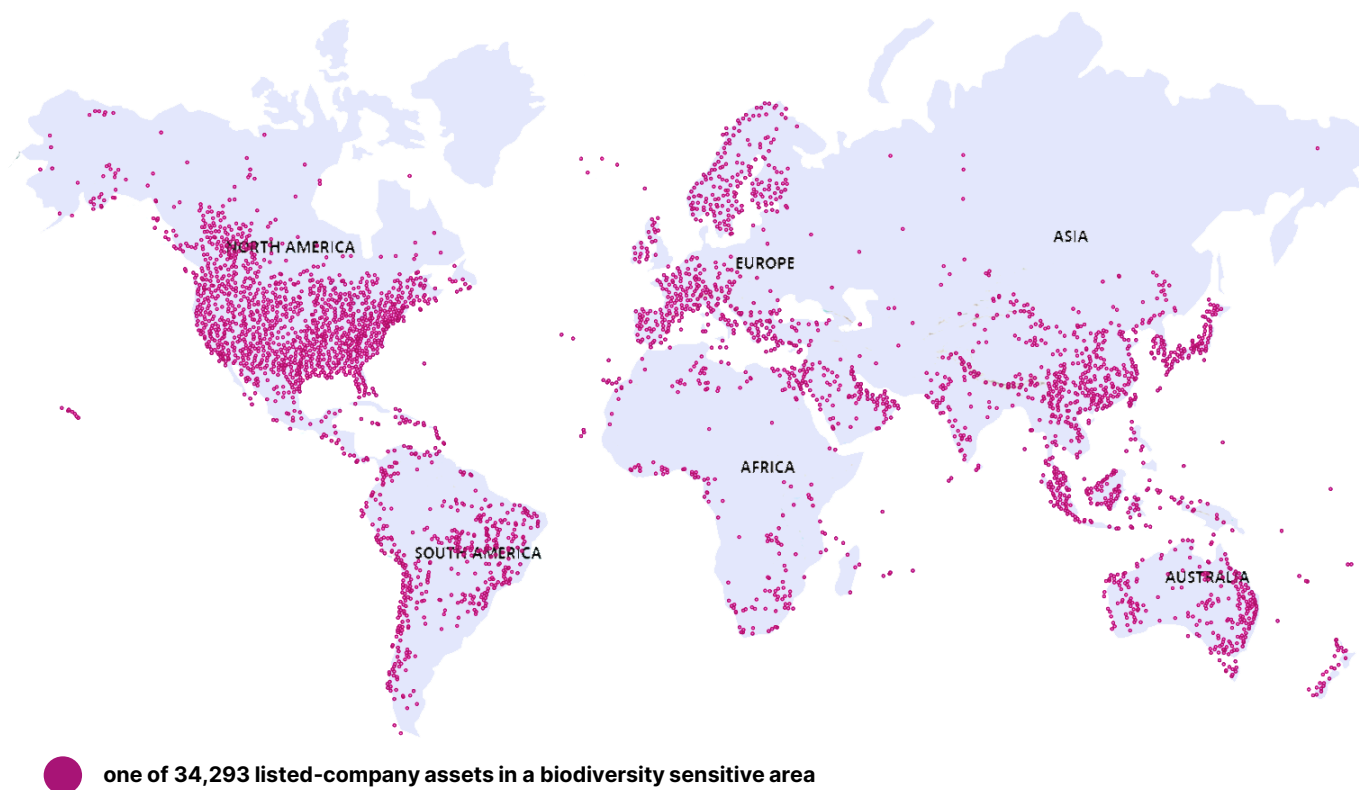 NORTH AMERICA
ASIA
EUROPE
AFRICA
SOUTH AMERICA
AUSTRALIA
one of 34,293 listed-company assets in a biodiversity sensitive area